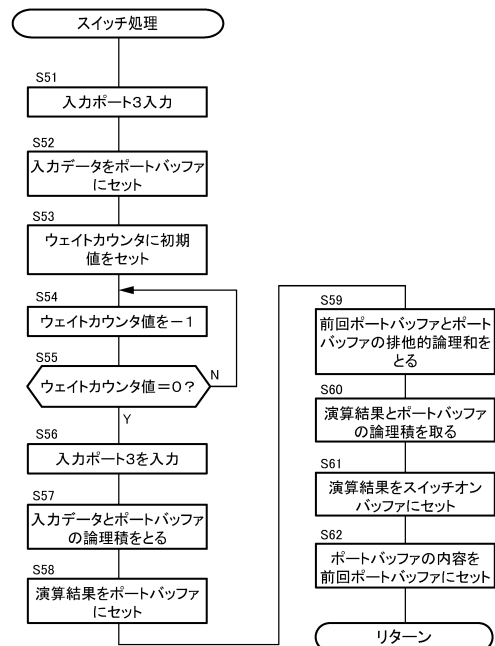 スイッチ処理
S51
入力ポート3入力
S52
入力データをポートバッファ
にセット
S53
ウェイトカウンタに初期
値をセット
S54
ウェイトカウンタ値を－1
S55
ウェイトカウンタ値=0?
N
Y
S56
入力ポート3を入力
S57
入力データとポートバッファ
の論理積をとる
S58
演算結果をポートバッファ
にセット
S59
前回ポートバッファとポート
バッファの排他的論理和を
とる
S60
演算結果とポートバッファ
の論理積を取る
S61
演算結果をスイッチオン
バッファにセット
S62
ポートバッファの内容を
前回ポートバッファにセット
リターン